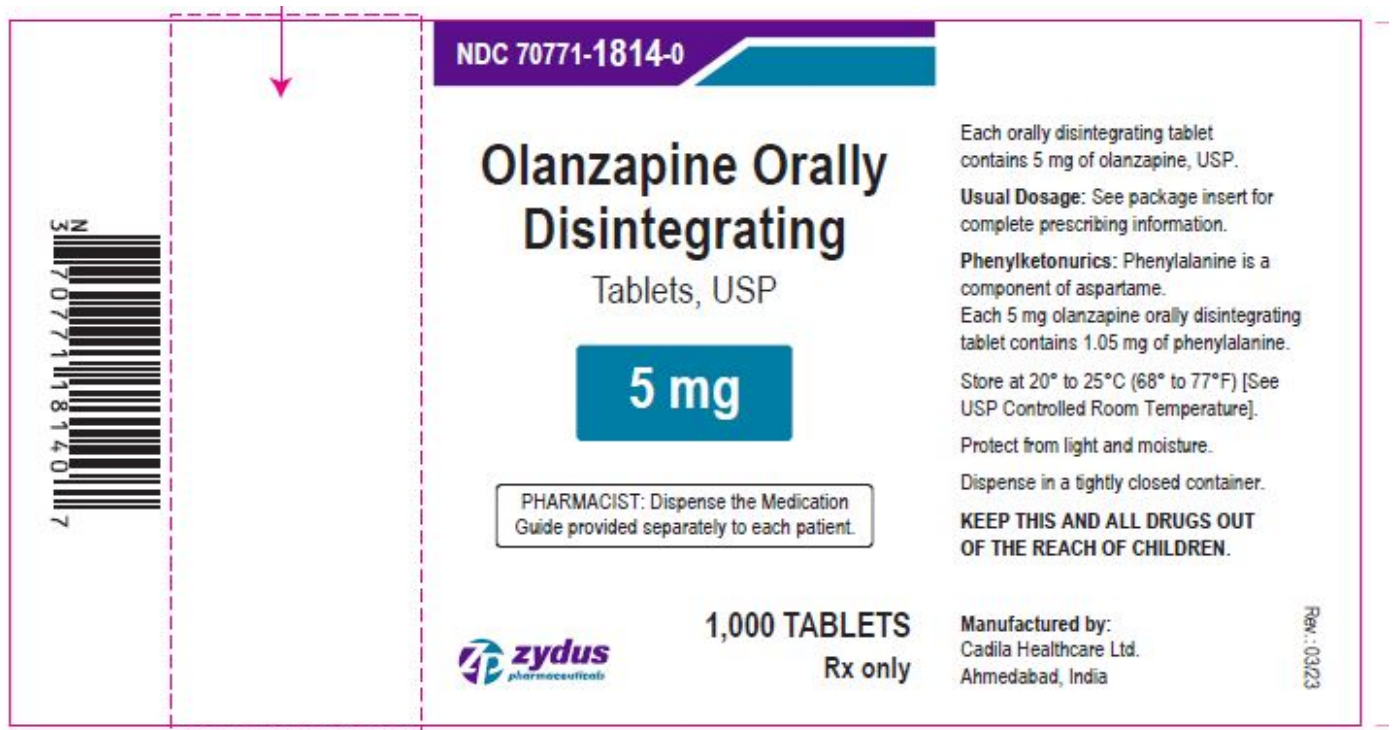 N
3
70771 18140
7
NDC 70771-1814-0
Olanzapine Orally
Disintegrating
Tablets, USP
5 mg
PHARMACIST: Dispense the Medication
Guide provided separately to each patient.
zydus
pharmaceuticals
1,000 TABLETS
Rx only
Each orally disintegrating tablet
contains 5 mg of olanzapine, USP.
Usual Dosage: See package insert for
complete prescribing information.
Phenylketonurics: Phenylalanine is a
component of aspartame.
Each 5 mg olanzapine orally disintegrating
tablet contains 1.05 mg of phenylalanine.
Store at 20° to 25°C (68° to 77°F) [See
USP Controlled Room Temperature].
Protect from light and moisture.
Dispense in a tightly closed container.
KEEP THIS AND ALL DRUGS OUT
OF THE REACH OF CHILDREN.
Manufactured by:
Cadila Healthcare Ltd.
Ahmedabad, India
Rev.: 03/23